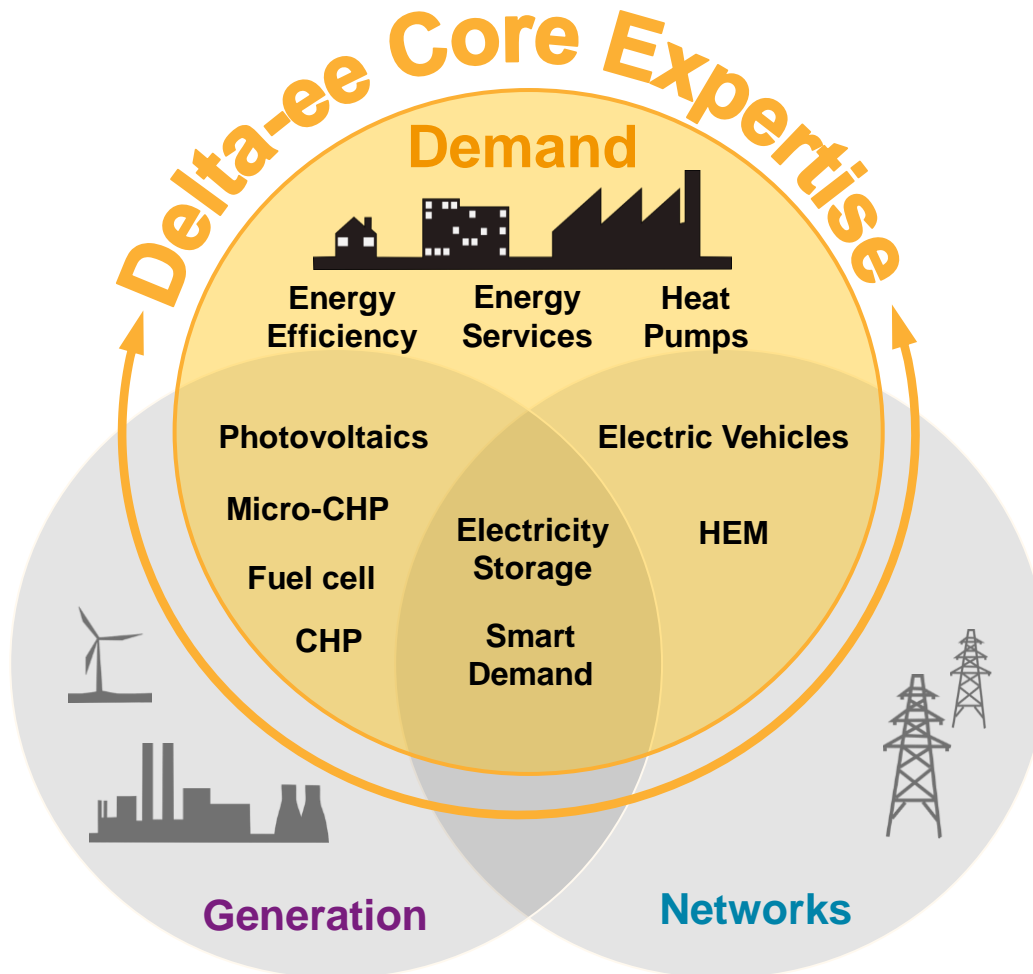 Delta-ee Core Expertise
Demand
Energy
Efficiency
Energy
Services
Heat
Pumps
Photovoltaics
Electric Vehicles
Micro-CHP
HEM
Electricity
Storage
Fuel cell
CHP
Smart
Demand
Generation
Networks